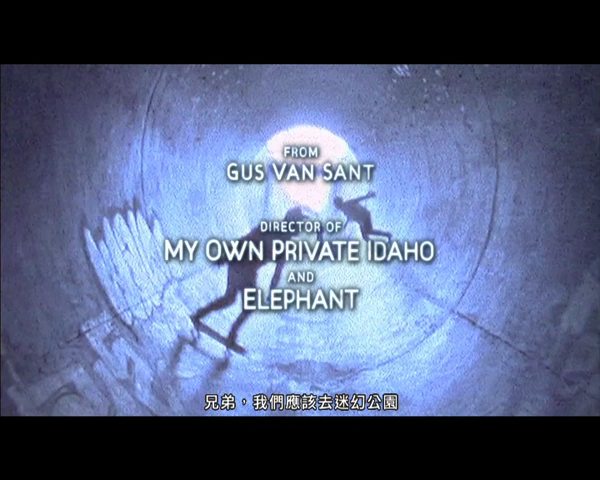 FROM
GUS VAN SANT
DIRECTOR OF
MY OWN PRIVATE IDAHO
AND
ELEPHANT
兄弟，我們應該去迷幻公園